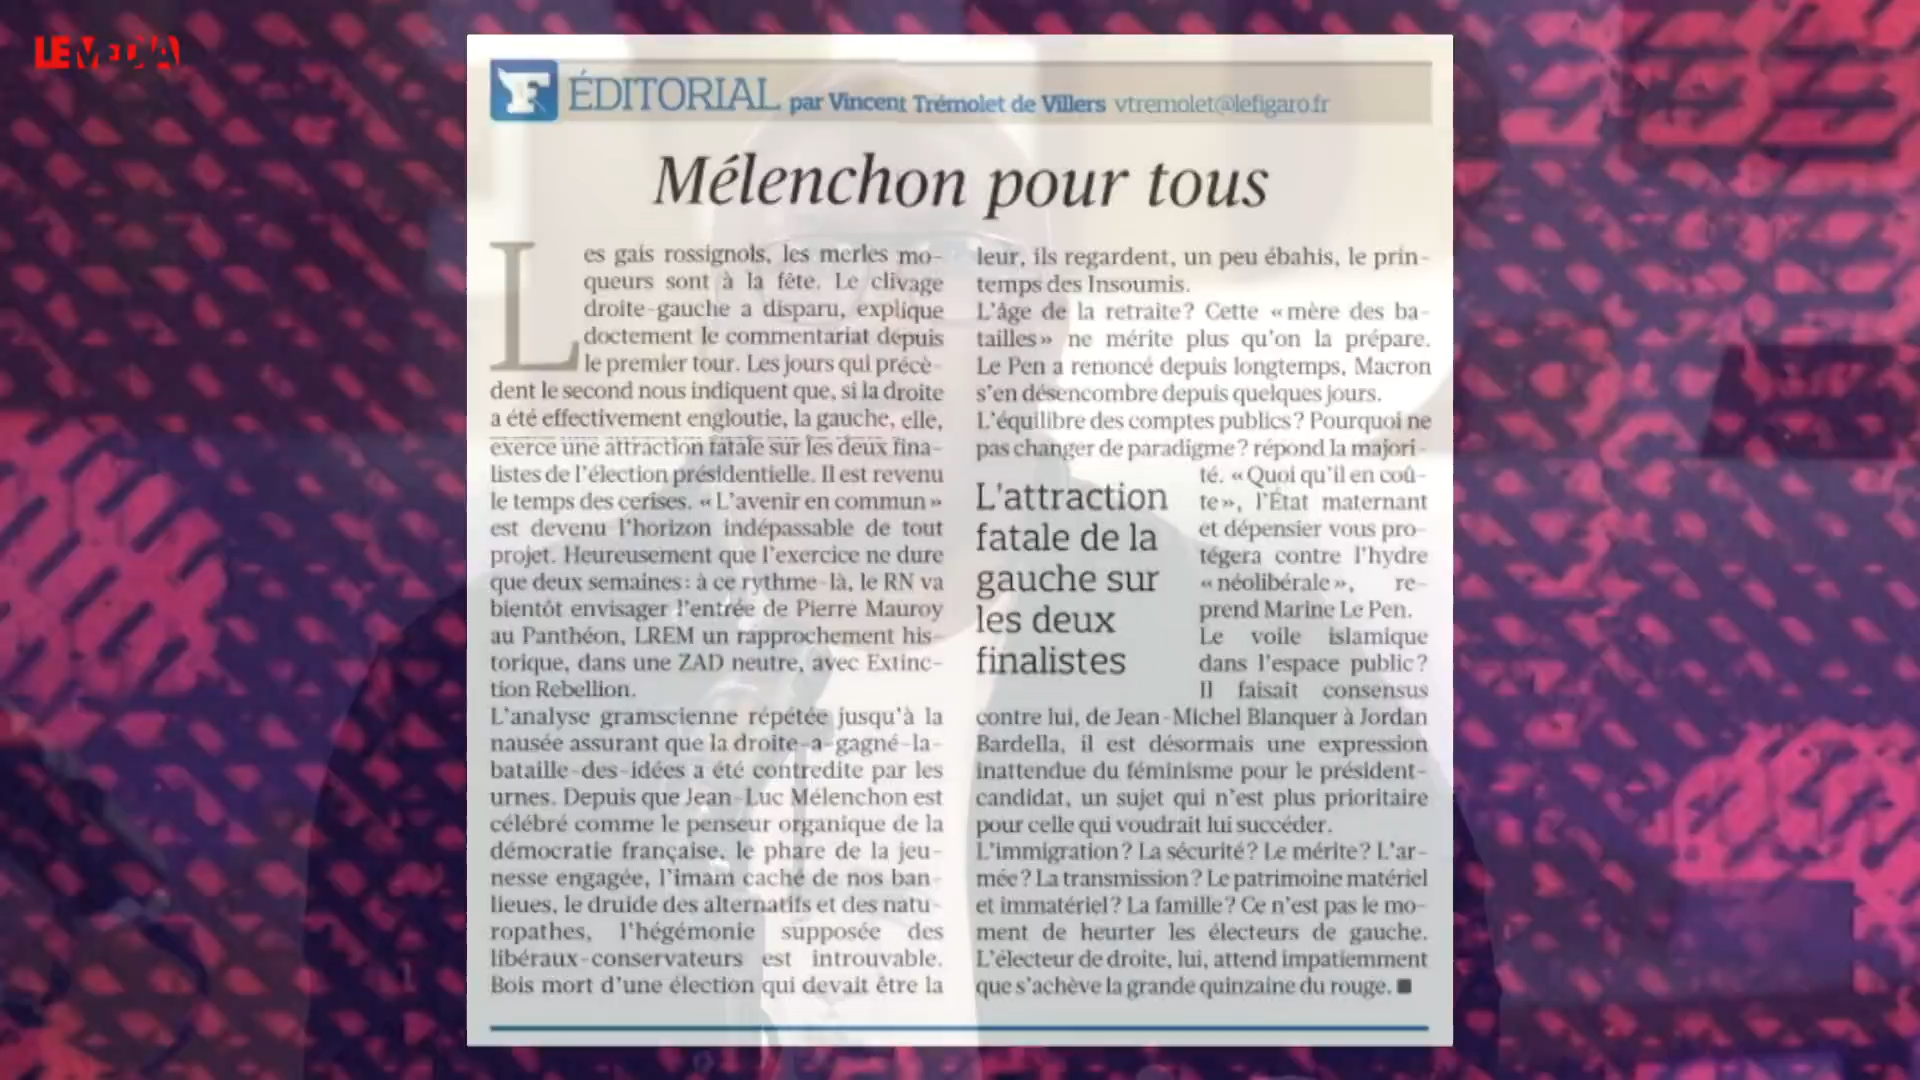 LE MEDIA
ÉDITORIAL par Vincent Trémolet de Villers vtremolet@lefigaro.fr
Mélenchon pour tous
Les gais rossignols, les merles mo-
queurs sont à la fête. Le clivage
droite-gauche a disparu, explique
doctement le commentariat depuis
le premier tour. Les jours qui précè-
dent le second nous indiquent que, si la droite
a été effectivement engloutie, la gauche, elle,
exerce une attraction fatale sur les deux fina-
listes de l'élection présidentielle. Il est revenu
le temps des cerises. « L'avenir en commun »
est devenu l'horizon indépassable de tout
projet. Heureusement que l'exercice ne dure
que deux semaines : à ce rythme-là, le RN va
bientôt envisager l'entrée de Pierre Mauroy
au Panthéon, LREM un rapprochement his-
torique, dans une ZAD neutre, avec Extinc-
tion Rebellion.
L'analyse gramscienne répétée jusqu'à la
nausée assurant que la droite-a-gagné-la-
bataille-des-idées a été contredite par les
urnes. Depuis que Jean-Luc Mélenchon est
célébré comme le penseur organique de la
démocratie française, le phare de la jeu-
nesse engagée, l'imam caché de nos ban-
lieues, le druide des alternatifs et des natu-
ropathes, l'hégémonie supposée des
libéraux-conservateurs est introuvable.
Bois mort d'une élection qui devait être la
leur, ils regardent, un peu ébahis, le prin-
temps des Insoumis.
L'âge de la retraite ? Cette « mère des ba-
tailles » ne mérite plus qu'on la prépare.
Le Pen a renoncé depuis longtemps, Macron
s'en désencombre depuis quelques jours.
L'équilibre des comptes publics ? Pourquoi ne
pas changer de paradigme ? répond la majori-
té. « Quoi qu'il en coû-
te », l'État maternant
et dépensier vous pro-
tégera contre l'hydre
« néolibérale », re-
prend Marine Le Pen.
Le voile islamique
dans l'espace public ?
Il faisait consensus
contre lui, de Jean-Michel Blanquer à Jordan
Bardella, il est désormais une expression
inattendue du féminisme pour le président-
candidat, un sujet qui n'est plus prioritaire
pour celle qui voudrait lui succéder.
L'immigration ? La sécurité ? Le mérite ? L'ar-
mée ? La transmission ? Le patrimoine matériel
et immatériel ? La famille ? Ce n'est pas le mo-
ment de heurter les électeurs de gauche.
L'électeur de droite, lui, attend impatiemment
que s'achève la grande quinzaine du rouge. ■
L'attraction
fatale de la
gauche sur
les deux
finalistes